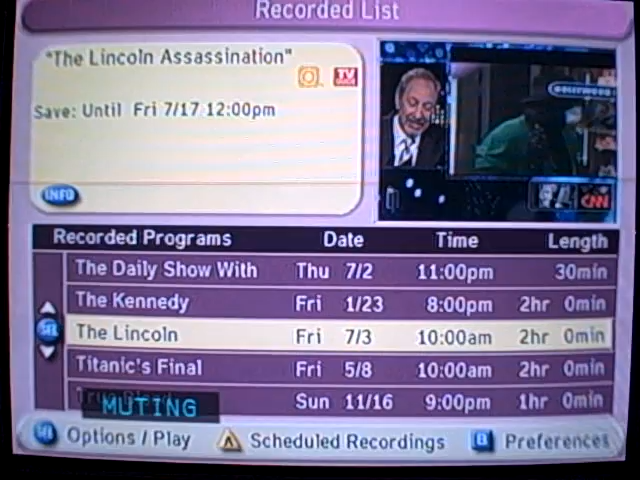 Recorded List
"The Lincoln Assassination"
TV
Save: Until Fri 7/17 12:00pm
INFO
CNN
Recorded Programs Date Time Length
The Daily Show With Thu 7/2 11:00pm 30min
The Kennedy Fri 1/23 8:00pm 2hr 0min
SEL The Lincoln Fri 7/3 10:00am 2hr 0min
Titanic's Final Fri 5/8 10:00am 2hr 0min
Sun 11/16 9:00pm 1hr 0min
MUTING
SEL Options / Play A Scheduled Recordings B Preferences